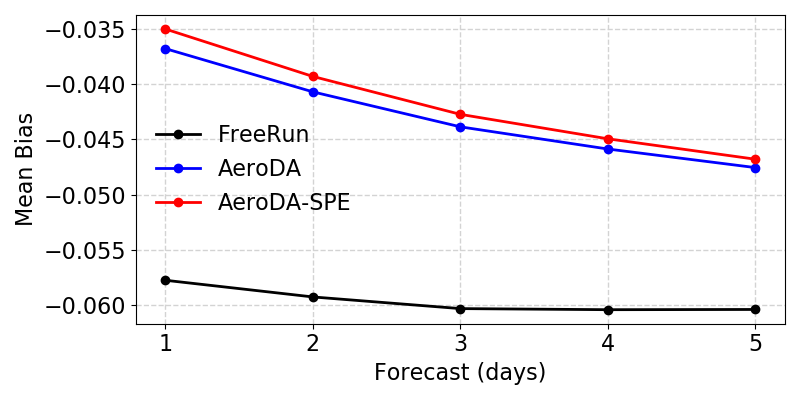 −0.035
−0.040
−0.045
−0.050
−0.055
−0.060
Mean Bias
FreeRun
AeroDA
AeroDA-SPE
1 2 3 4 5
Forecast (days)